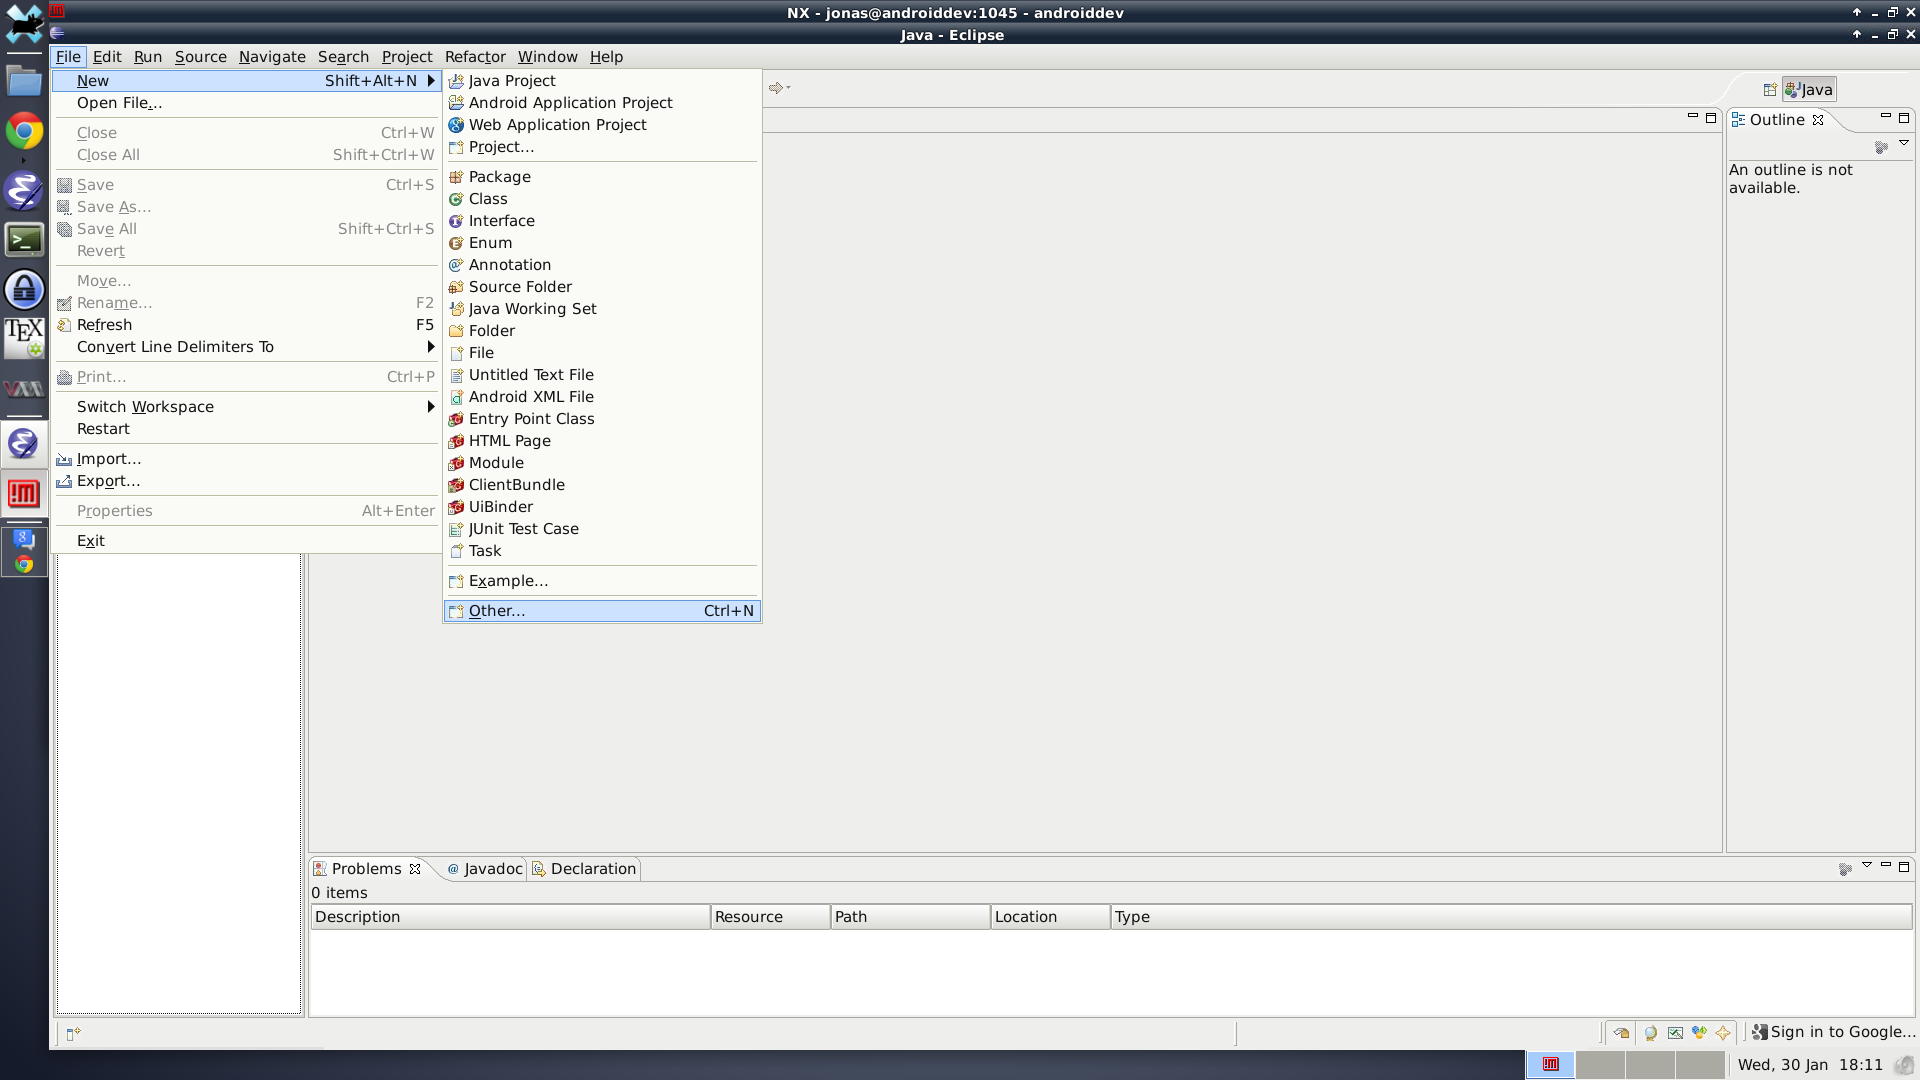 NX - jonas@androiddev:1045 - androiddev
Java - Eclipse
File Edit Run Source Navigate Search Project Refactor Window Help
New Shift+Alt+N
Open File...
Close Ctrl+W
Close All Shift+Ctrl+W
Save Ctrl+S
Save As...
Save All Shift+Ctrl+S
Revert
Move...
Rename... F2
Refresh F5
Convert Line Delimiters To
Print... Ctrl+P
Switch Workspace
Restart
Import...
Export...
Properties Alt+Enter
Exit
Java Project
Android Application Project
Web Application Project
Project...
Package
Class
Interface
Enum
Annotation
Source Folder
Java Working Set
Folder
File
Untitled Text File
Android XML File
Entry Point Class
HTML Page
Module
ClientBundle
UiBinder
JUnit Test Case
Task
Example...
Other... Ctrl+N
Java
Outline
An outline is not
available.
TEX
Problems @ Javadoc Declaration
0 items
Description Resource Path Location Type
Sign in to Google...
Wed, 30 Jan 18:11